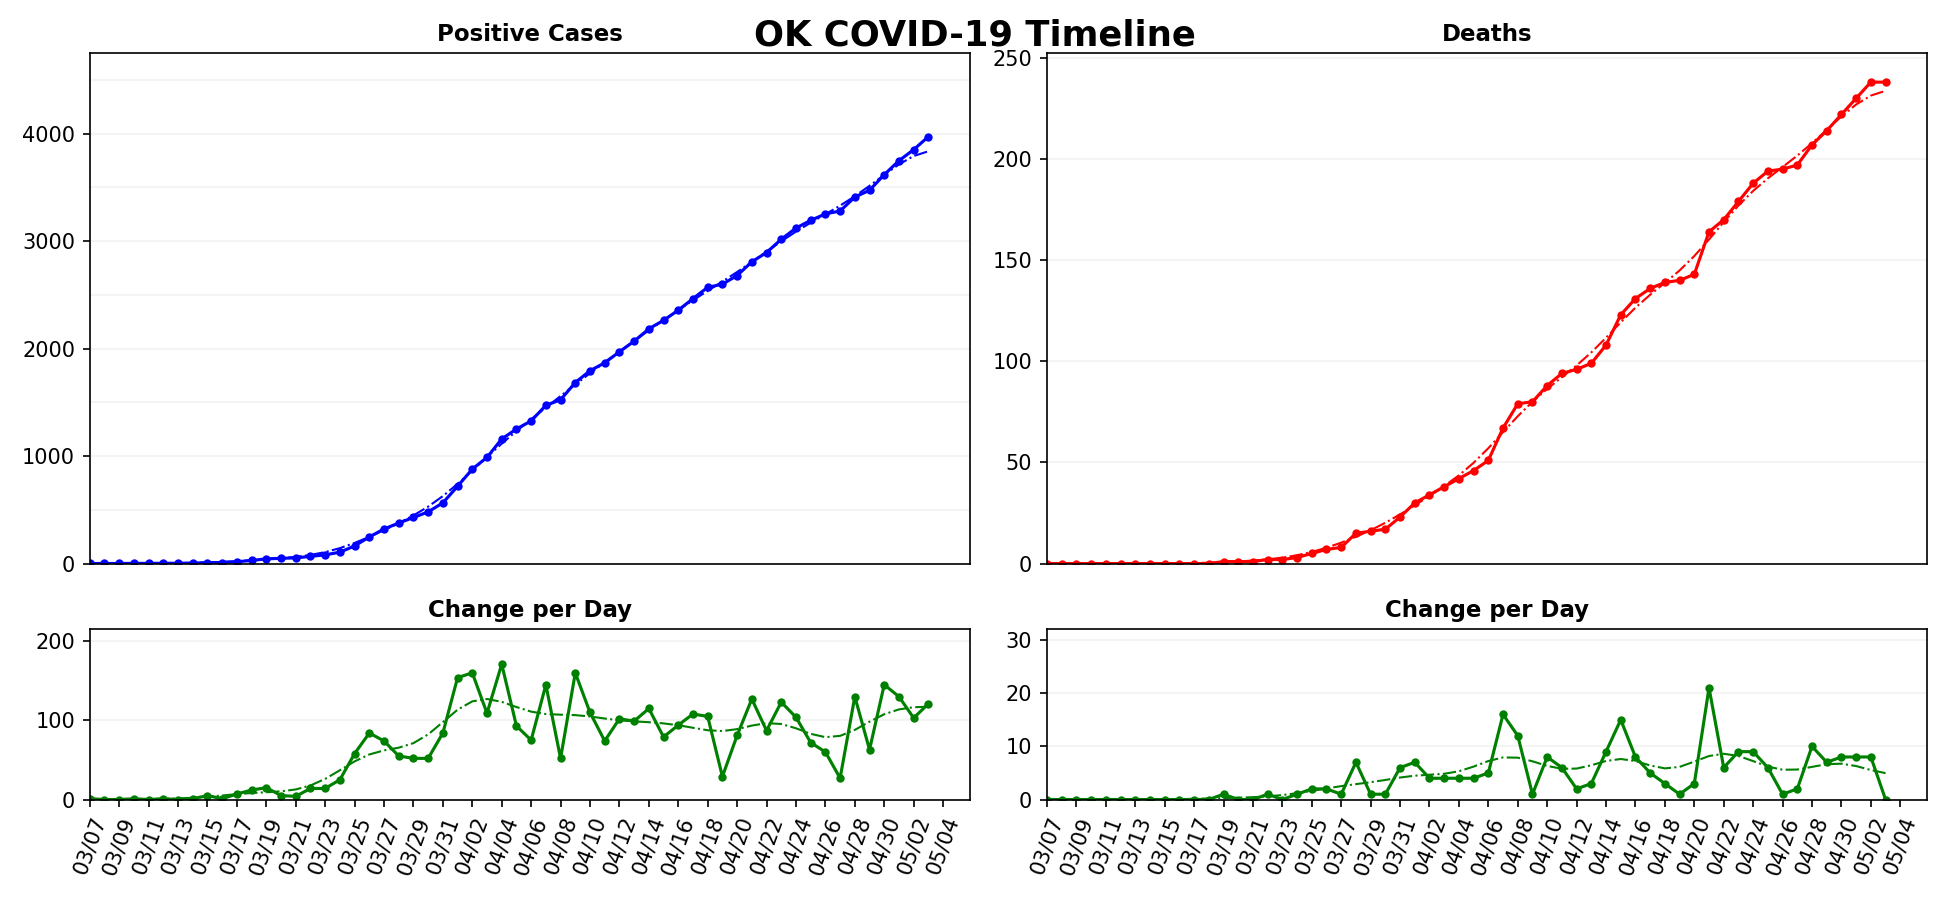 OK COVID-19 Timeline
Positive Cases
4000
3000
2000
1000
0
Deaths
250
200
150
100
50
0
Change per Day
200
100
0
03/07 03/09 03/11 03/13 03/15 03/17 03/19 03/21 03/23 03/25 03/27 03/29 03/31 04/02 04/04 04/06 04/08 04/10 04/12 04/14 04/16 04/18 04/20 04/22 04/24 04/26 04/28 04/30 05/02 05/04
Change per Day
30
20
10
0
03/07 03/09 03/11 03/13 03/15 03/17 03/19 03/21 03/23 03/25 03/27 03/29 03/31 04/02 04/04 04/06 04/08 04/10 04/12 04/14 04/16 04/18 04/20 04/22 04/24 04/26 04/28 04/30 05/02 05/04